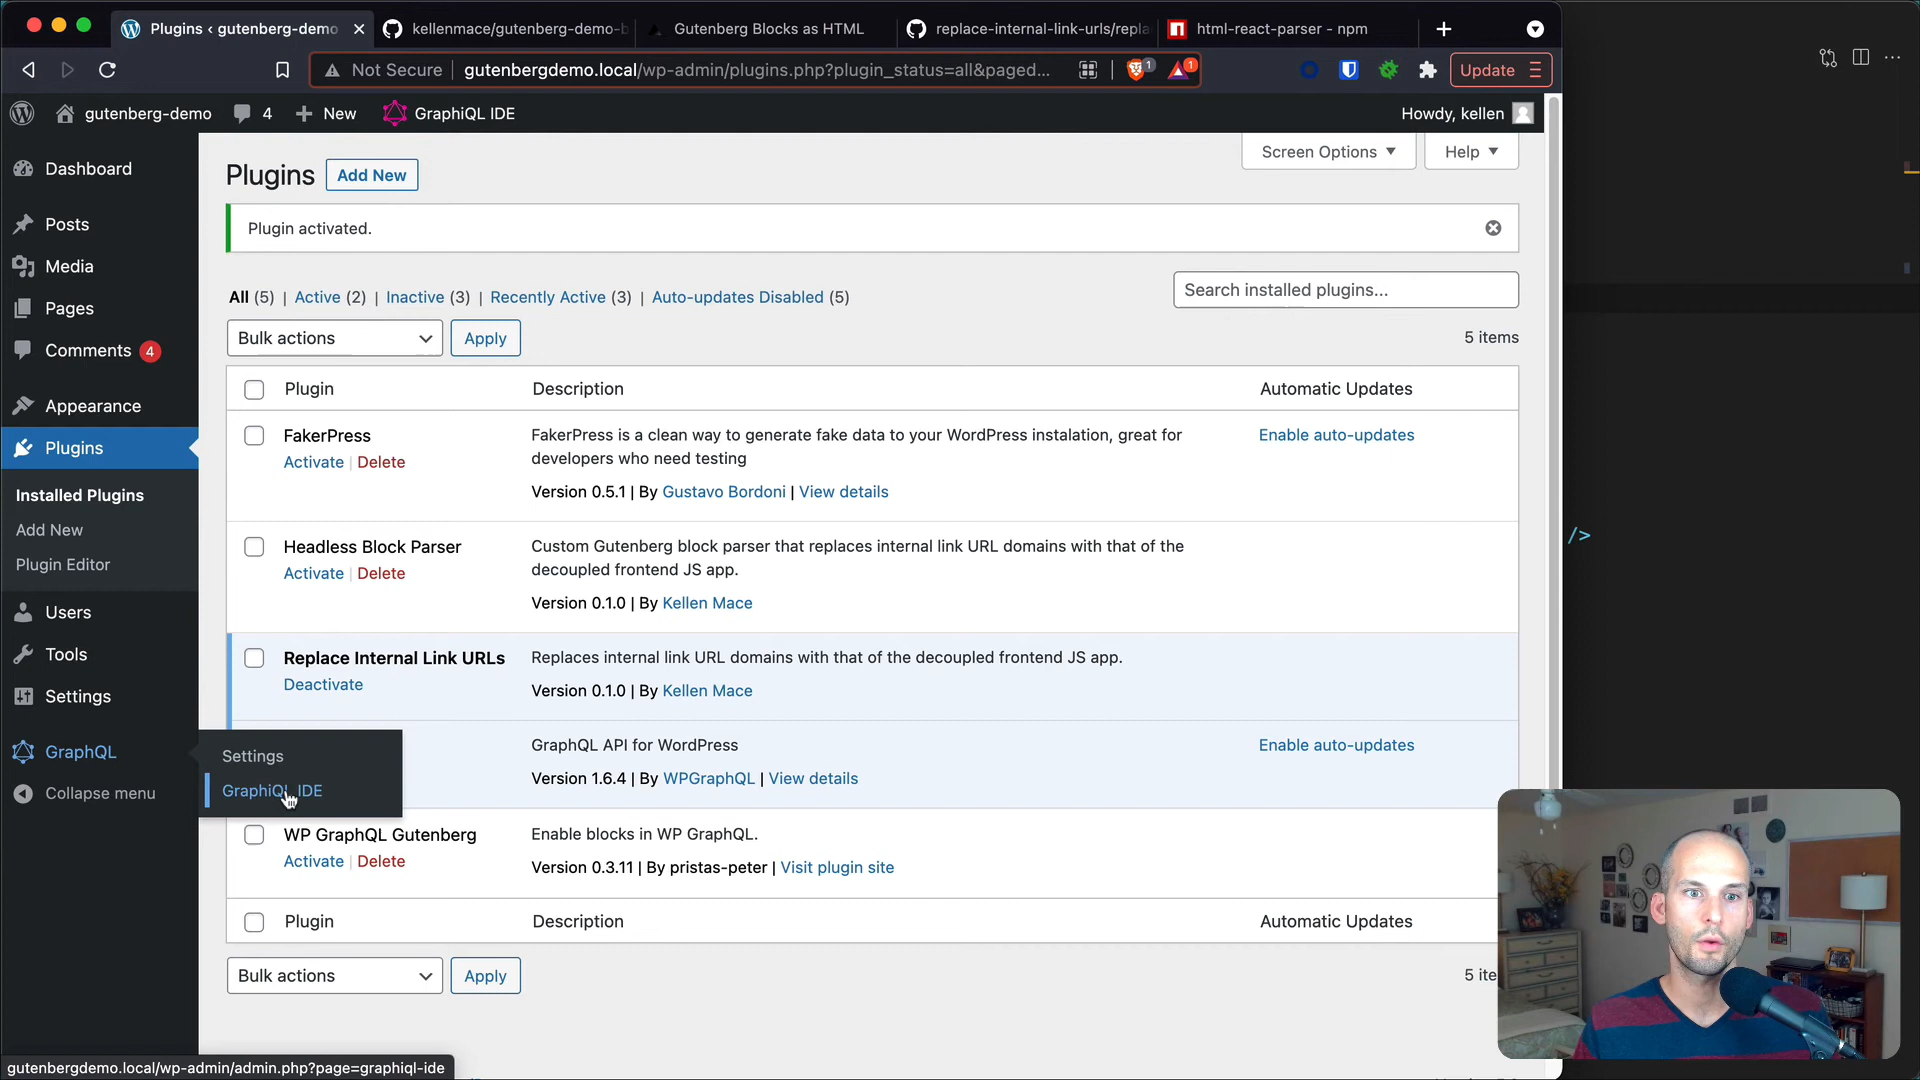 Plugins ‹ gutenberg-demo
kellenmace/gutenberg-demo-b
Gutenberg Blocks as HTML
replace-internal-link-urls/repla
html-react-parser - npm
Not Secure
gutenbergdemo.local/wp-admin/plugins.php?plugin_status=all&paged...
1
1
Update
gutenberg-demo
4
New
GraphiQL IDE
Howdy, kellen
Dashboard
Posts
Media
Pages
Comments 4
Appearance
Plugins
Installed Plugins
Add New
Plugin Editor
Users
Tools
Settings
GraphQL
Collapse menu
Settings
GraphiQL IDE
Screen Options
Help
Plugins
Add New
Plugin activated.
All (5) | Active (2) | Inactive (3) | Recently Active (3) | Auto-updates Disabled (5)
Search installed plugins...
Bulk actions
Apply
5 items
Plugin
Description
Automatic Updates
FakerPress
Activate | Delete
FakerPress is a clean way to generate fake data to your WordPress instalation, great for
developers who need testing
Version 0.5.1 | By Gustavo Bordoni | View details
Enable auto-updates
Headless Block Parser
Activate | Delete
Custom Gutenberg block parser that replaces internal link URL domains with that of the
decoupled frontend JS app.
Version 0.1.0 | By Kellen Mace
Replace Internal Link URLs
Deactivate
Replaces internal link URL domains with that of the decoupled frontend JS app.
Version 0.1.0 | By Kellen Mace
GraphQL API for WordPress
Version 1.6.4 | By WPGraphQL | View details
Enable auto-updates
WP GraphQL Gutenberg
Activate | Delete
Enable blocks in WP GraphQL.
Version 0.3.11 | By pristas-peter | Visit plugin site
Plugin
Description
Automatic Updates
Bulk actions
Apply
5 ite
/>
gutenbergdemo.local/wp-admin/admin.php?page=graphiql-ide